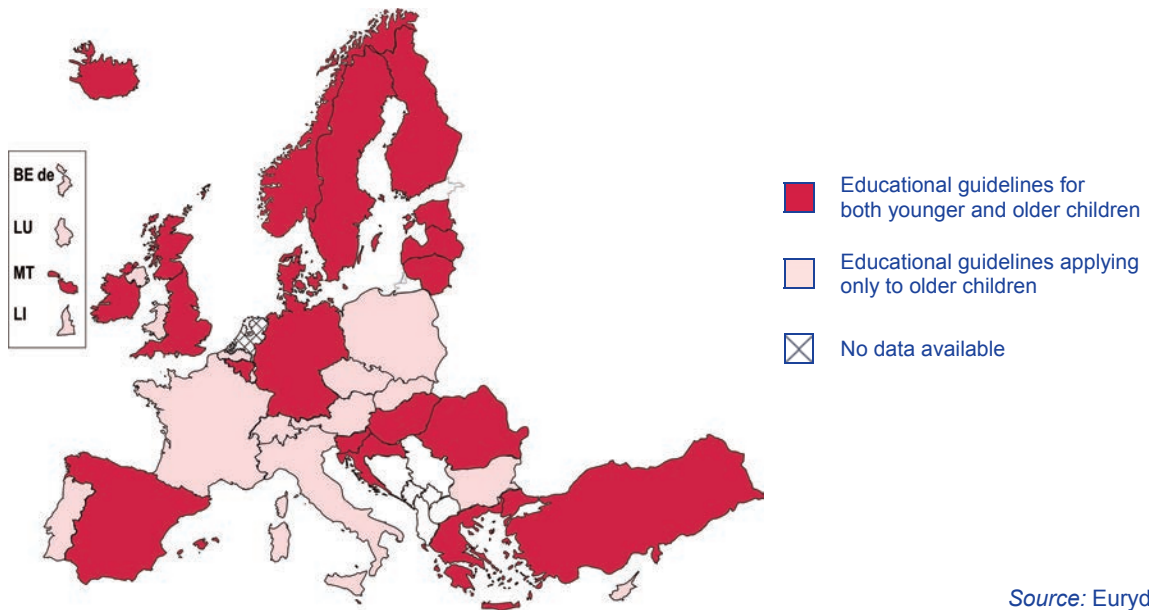 BE de
LU
MT
LI
Educational guidelines for
both younger and older children
Educational guidelines applying
only to older children
No data available
Source: Euryd